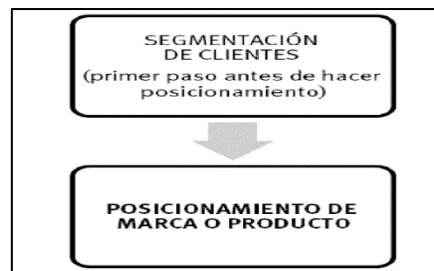 SEGMENTACIÓN
DE CLIENTES
(primer paso antes de hacer
posicionamiento)
POSICIONAMIENTO DE
MARCA O PRODUCTO